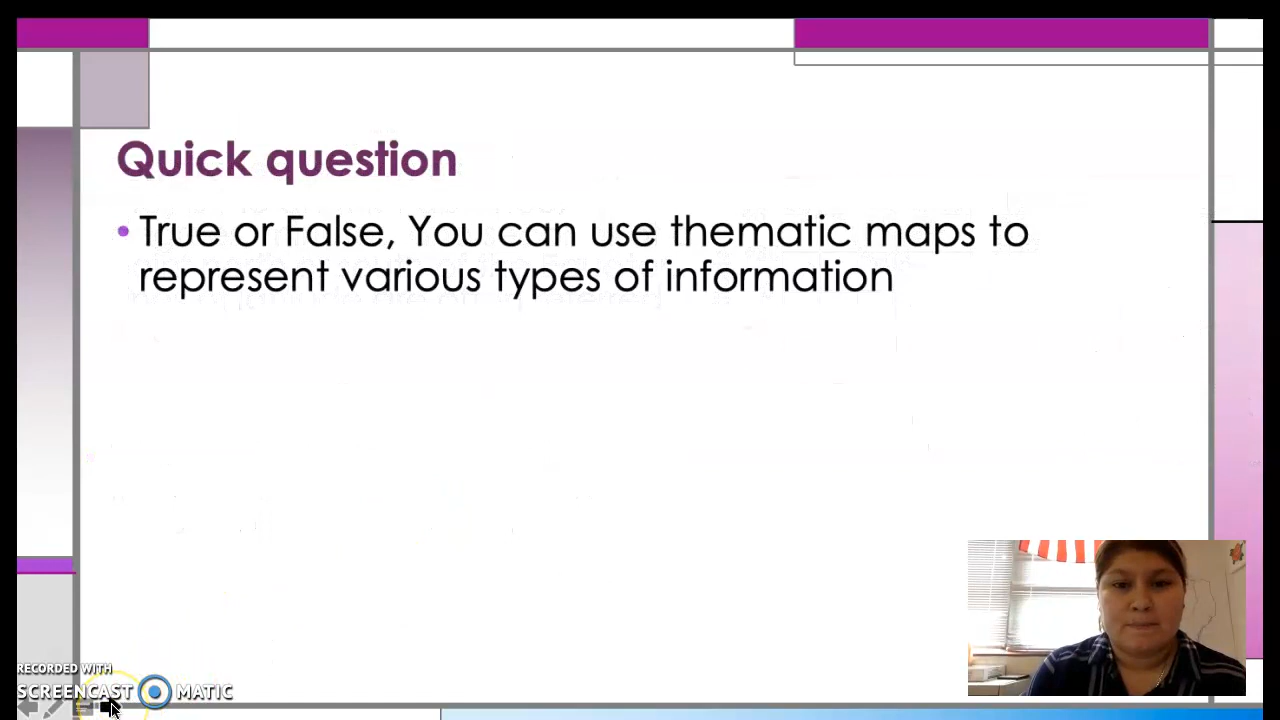 Quick question
• True or False, You can use thematic maps to
represent various types of information
RECORDED WITH
SCREENCAST MATIC